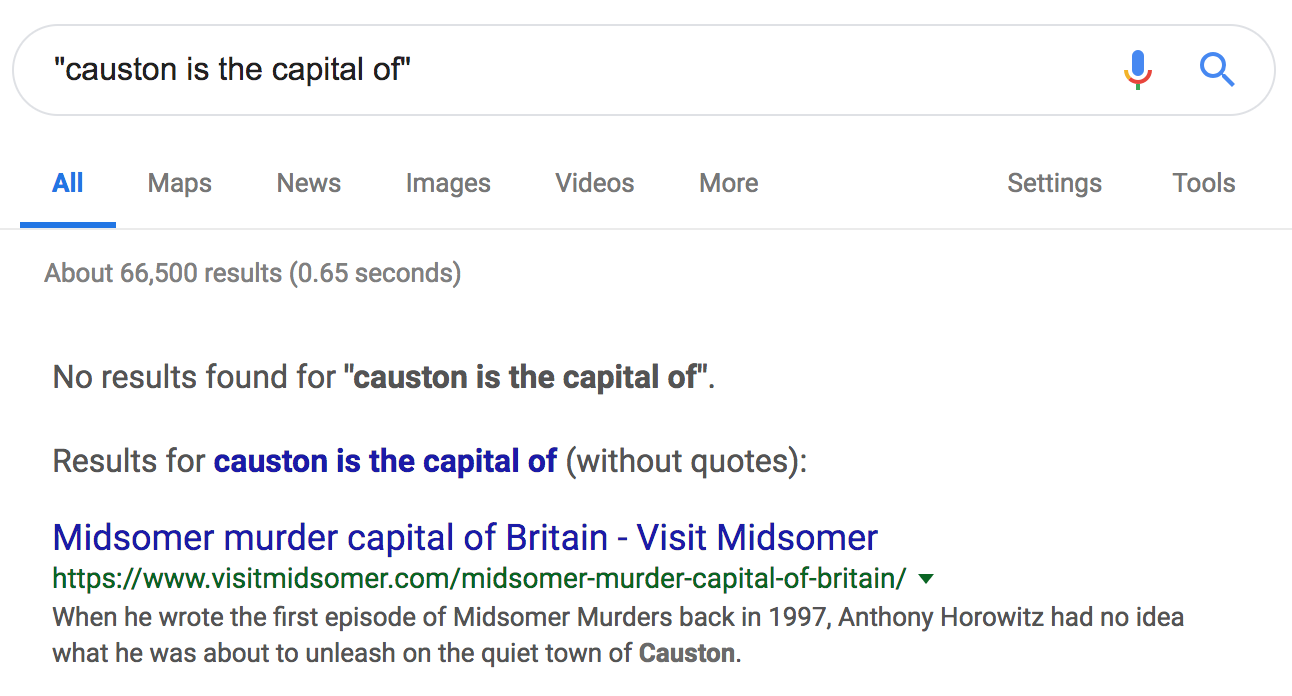 "causton is the capital of"
All Maps News Images Videos More Settings Tools
About 66,500 results (0.65 seconds)
No results found for "causton is the capital of".
Results for causton is the capital of (without quotes):
Midsomer murder capital of Britain - Visit Midsomer
https://www.visitmidsomer.com/midsomer-murder-capital-of-britain/
When he wrote the first episode of Midsomer Murders back in 1997, Anthony Horowitz had no idea
what he was about to unleash on the quiet town of Causton.